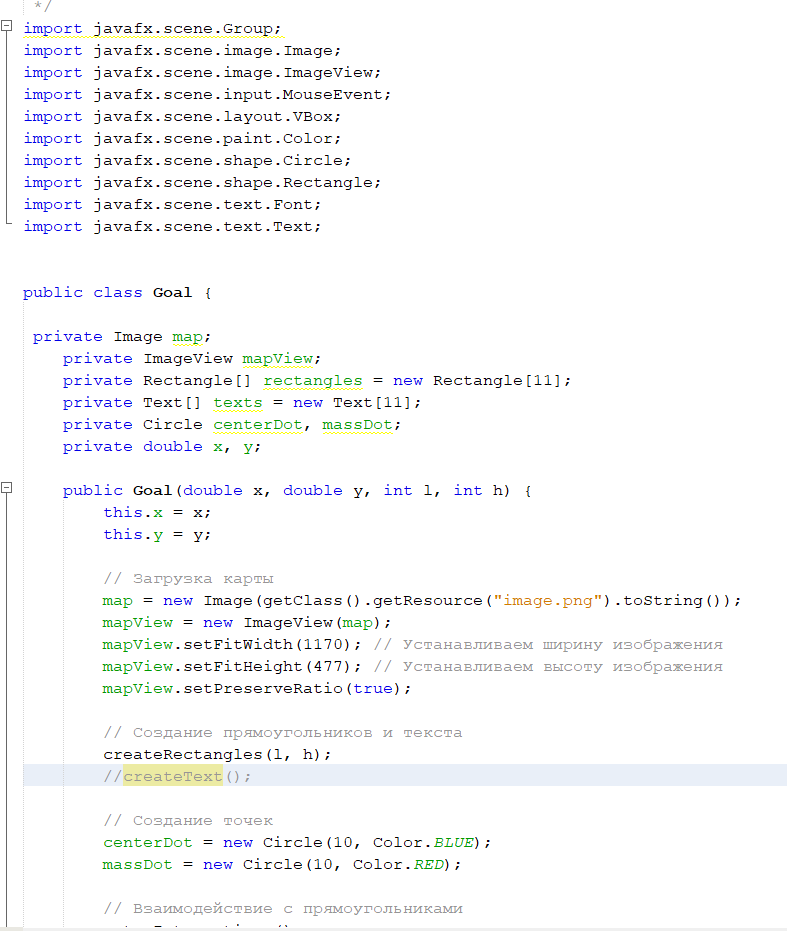 */
import javafx.scene.Group;
import javafx.scene.image.Image;
import javafx.scene.image.ImageView;
import javafx.scene.input.MouseEvent;
import javafx.scene.layout.VBox;
import javafx.scene.paint.Color;
import javafx.scene.shape.Circle;
import javafx.scene.shape.Rectangle;
import javafx.scene.text.Font;
import javafx.scene.text.Text;
public class Goal {
private Image map;
private ImageView mapView;
private Rectangle[] rectangles = new Rectangle[11];
private Text[] texts = new Text[11];
private Circle centerDot, massDot;
private double x, y;
public Goal(double x, double y, int l, int h) {
this.x = x;
this.y = y;
// Загрузка карты
map = new Image(getClass().getResource("image.png").toString());
mapView = new ImageView(map);
mapView.setFitWidth(1170); // Устанавливаем ширину изображения
mapView.setFitHeight(477); // Устанавливаем высоту изображения
mapView.setPreserveRatio(true);
// Создание прямоугольников и текста
createRectangles(l, h);
//createText();
// Создание точек
centerDot = new Circle(10, Color.BLUE);
massDot = new Circle(10, Color.RED);
// Взаимодействие с прямоугольниками